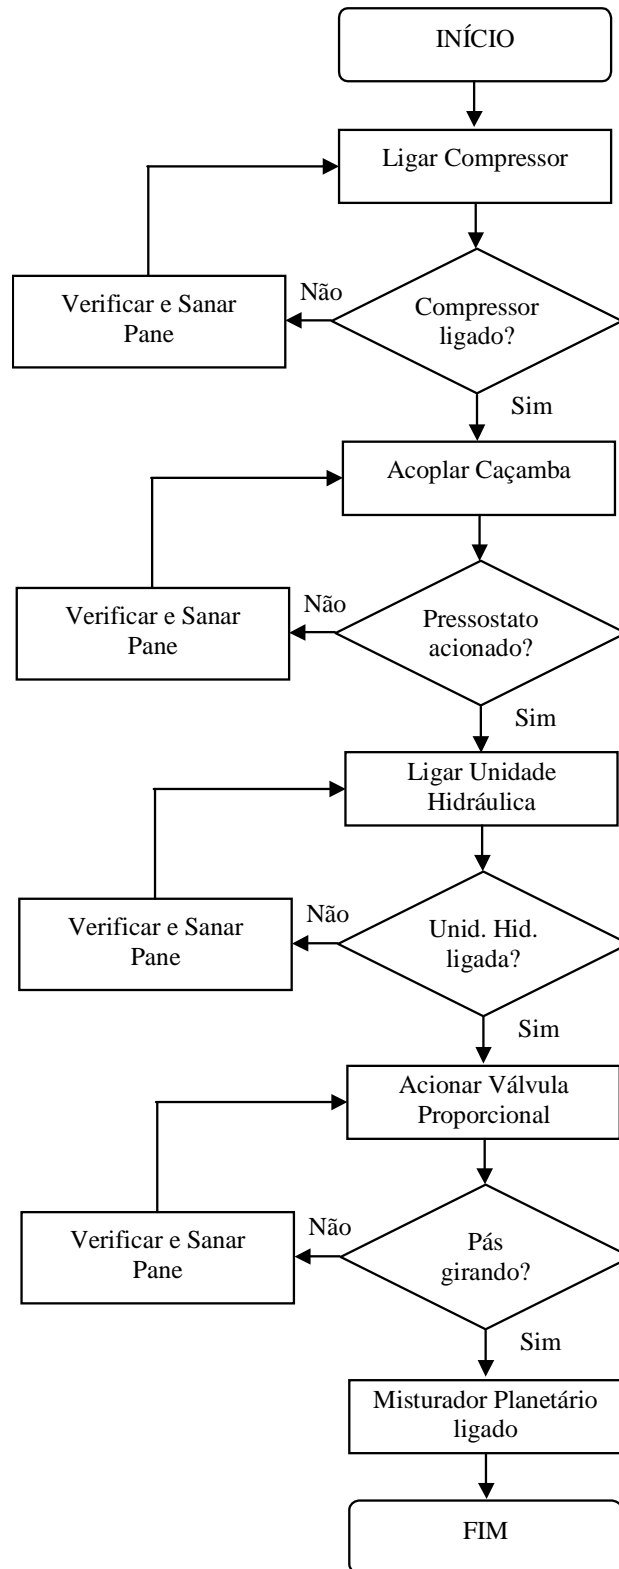 INÍCIO
Ligar Compressor
Verificar e Sanar
Pane
Não
Compressor
ligado?
Sim
Acoplar Caçamba
Verificar e Sanar
Pane
Não
Pressostato
acionado?
Sim
Ligar Unidade
Hidráulica
Verificar e Sanar
Pane
Não
Unid. Hid.
ligada?
Sim
Acionar Válvula
Proporcional
Verificar e Sanar
Pane
Não
Pás
girando?
Sim
Misturador Planetário
ligado
FIM